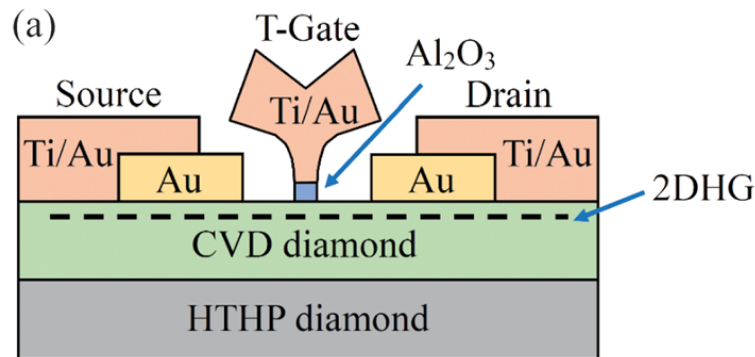 (a)
T-Gate
Al₂O₃
Source
Drain
Ti/Au
Ti/Au
Ti/Au
Au
Au
2DHG
CVD diamond
HTHP diamond